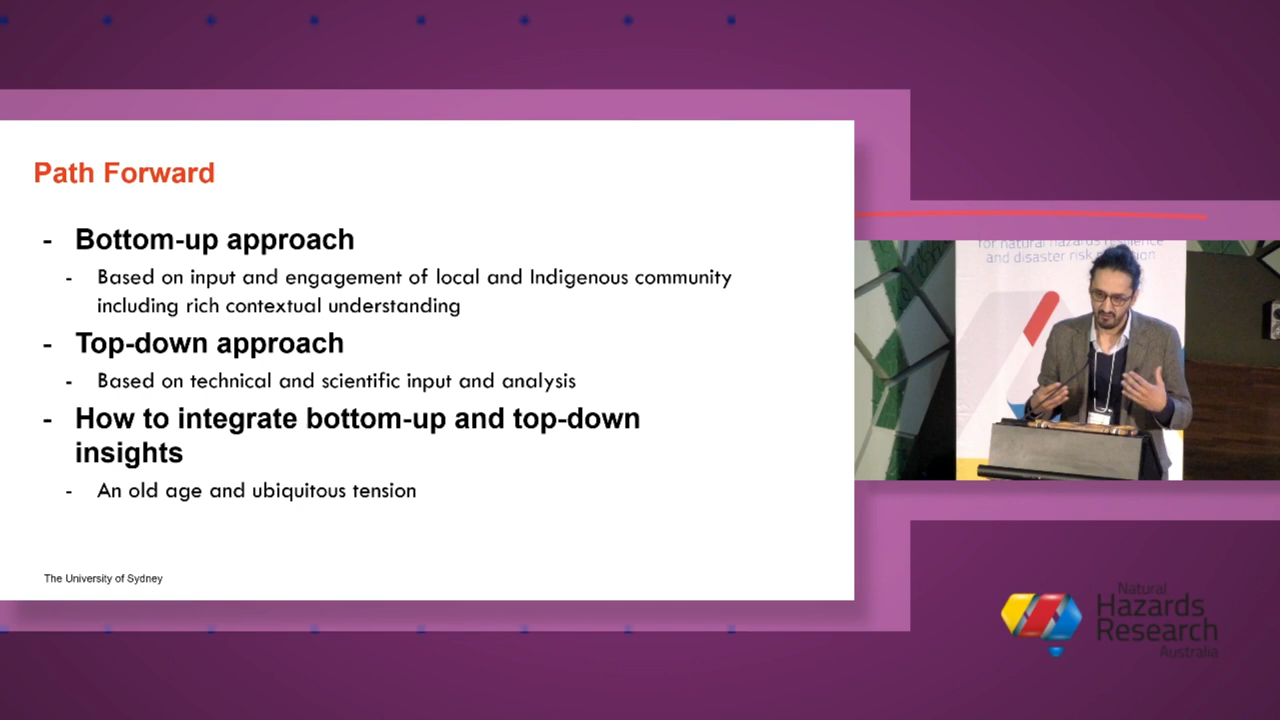 Path Forward
- Bottom-up approach
- Based on input and engagement of local and Indigenous community
including rich contextual understanding
- Top-down approach
- Based on technical and scientific input and analysis
- How to integrate bottom-up and top-down
insights
- An old age and ubiquitous tension
The University of Sydney
for natural hazards resilience
and disaster risk
Natural
Hazards
Research
Australia